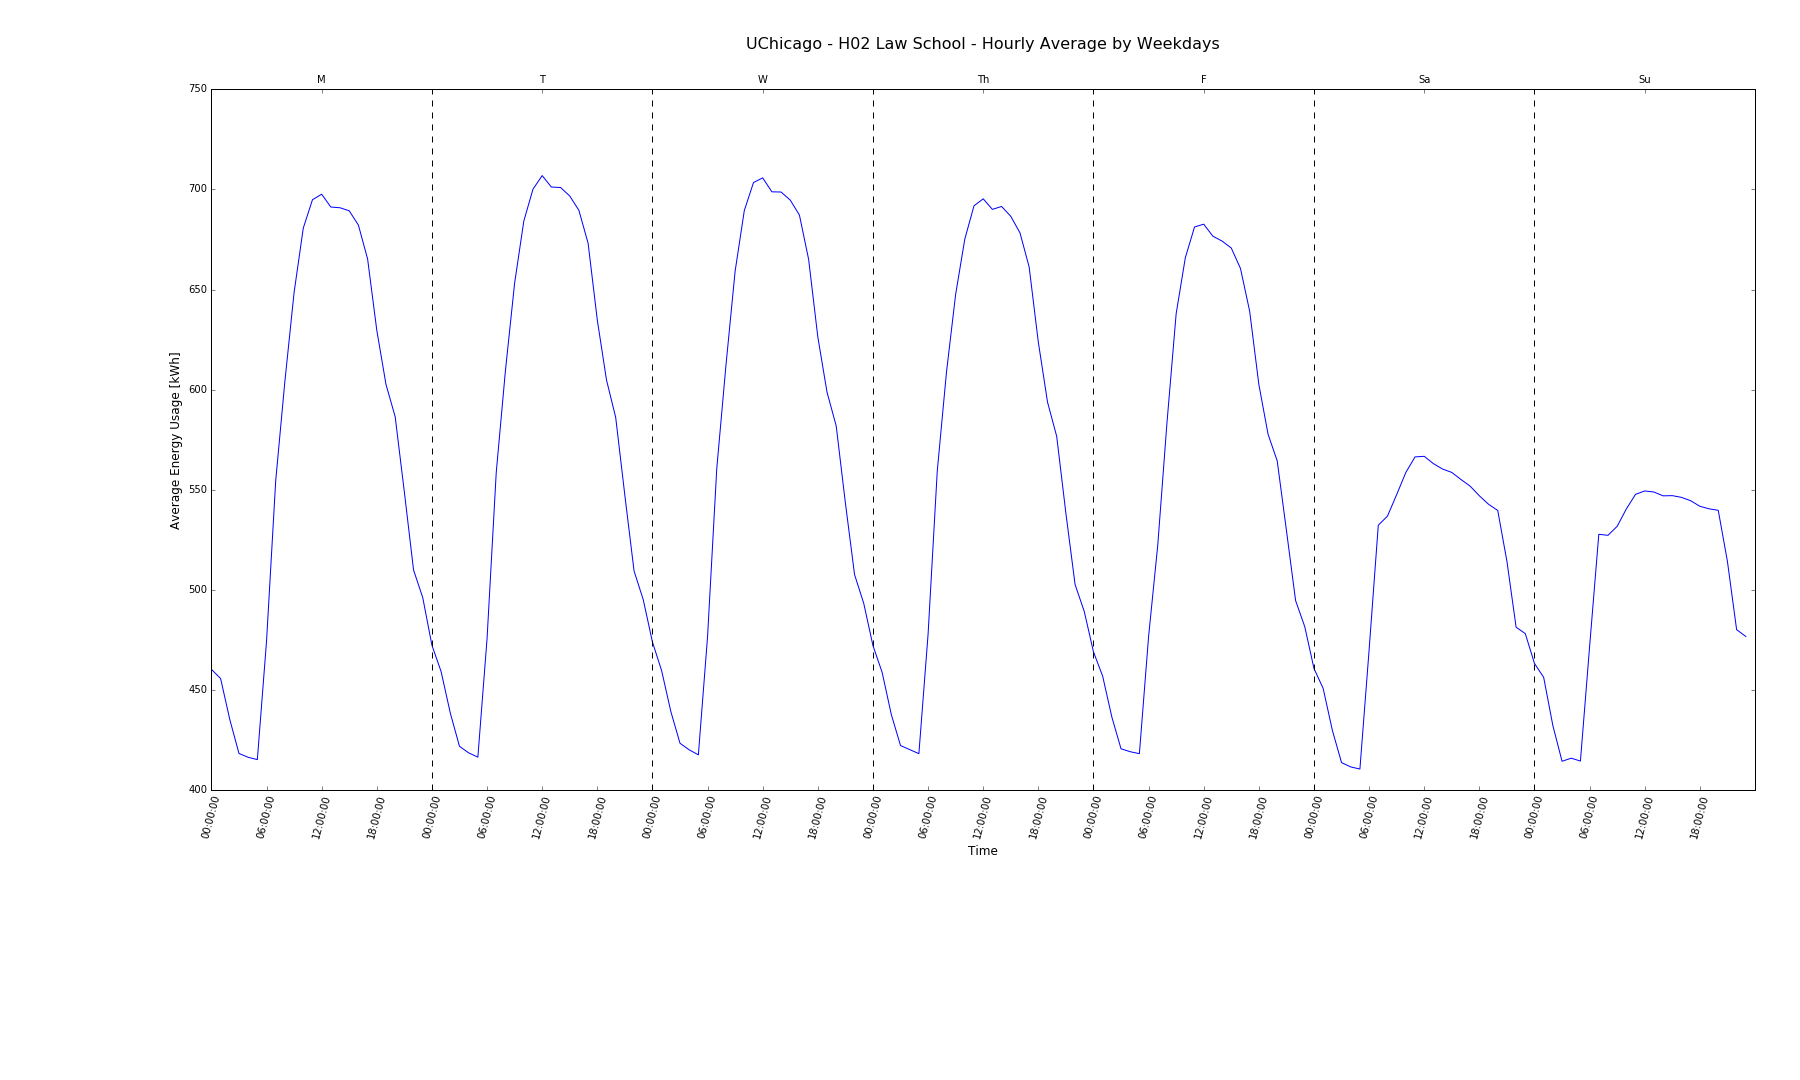 UChicago - H02 Law School - Hourly Average by Weekdays
M T W Th F Sa Su
750
700
650
600
550
500
450
400
Average Energy Usage [kWh]
00:00:00 06:00:00 12:00:00 18:00:00 00:00:00 06:00:00 12:00:00 18:00:00 00:00:00 06:00:00 12:00:00 18:00:00 00:00:00 06:00:00 12:00:00 18:00:00 00:00:00 06:00:00 12:00:00 18:00:00 00:00:00 06:00:00 12:00:00 18:00:00 00:00:00 06:00:00 12:00:00 18:00:00
Time